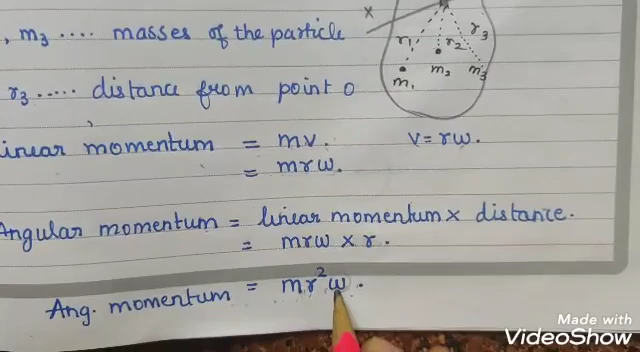 , m3 .... masses of the particle
r3 ..... distance from point O
x
r1
r2
r3
m1
m2
m3
inear momentum = mv. v = rω.
= mrω.
Angular momentum = linear momentum x distance.
= mrω x r.
Ang. momentum = mr²ω.
Made with
VideoShow